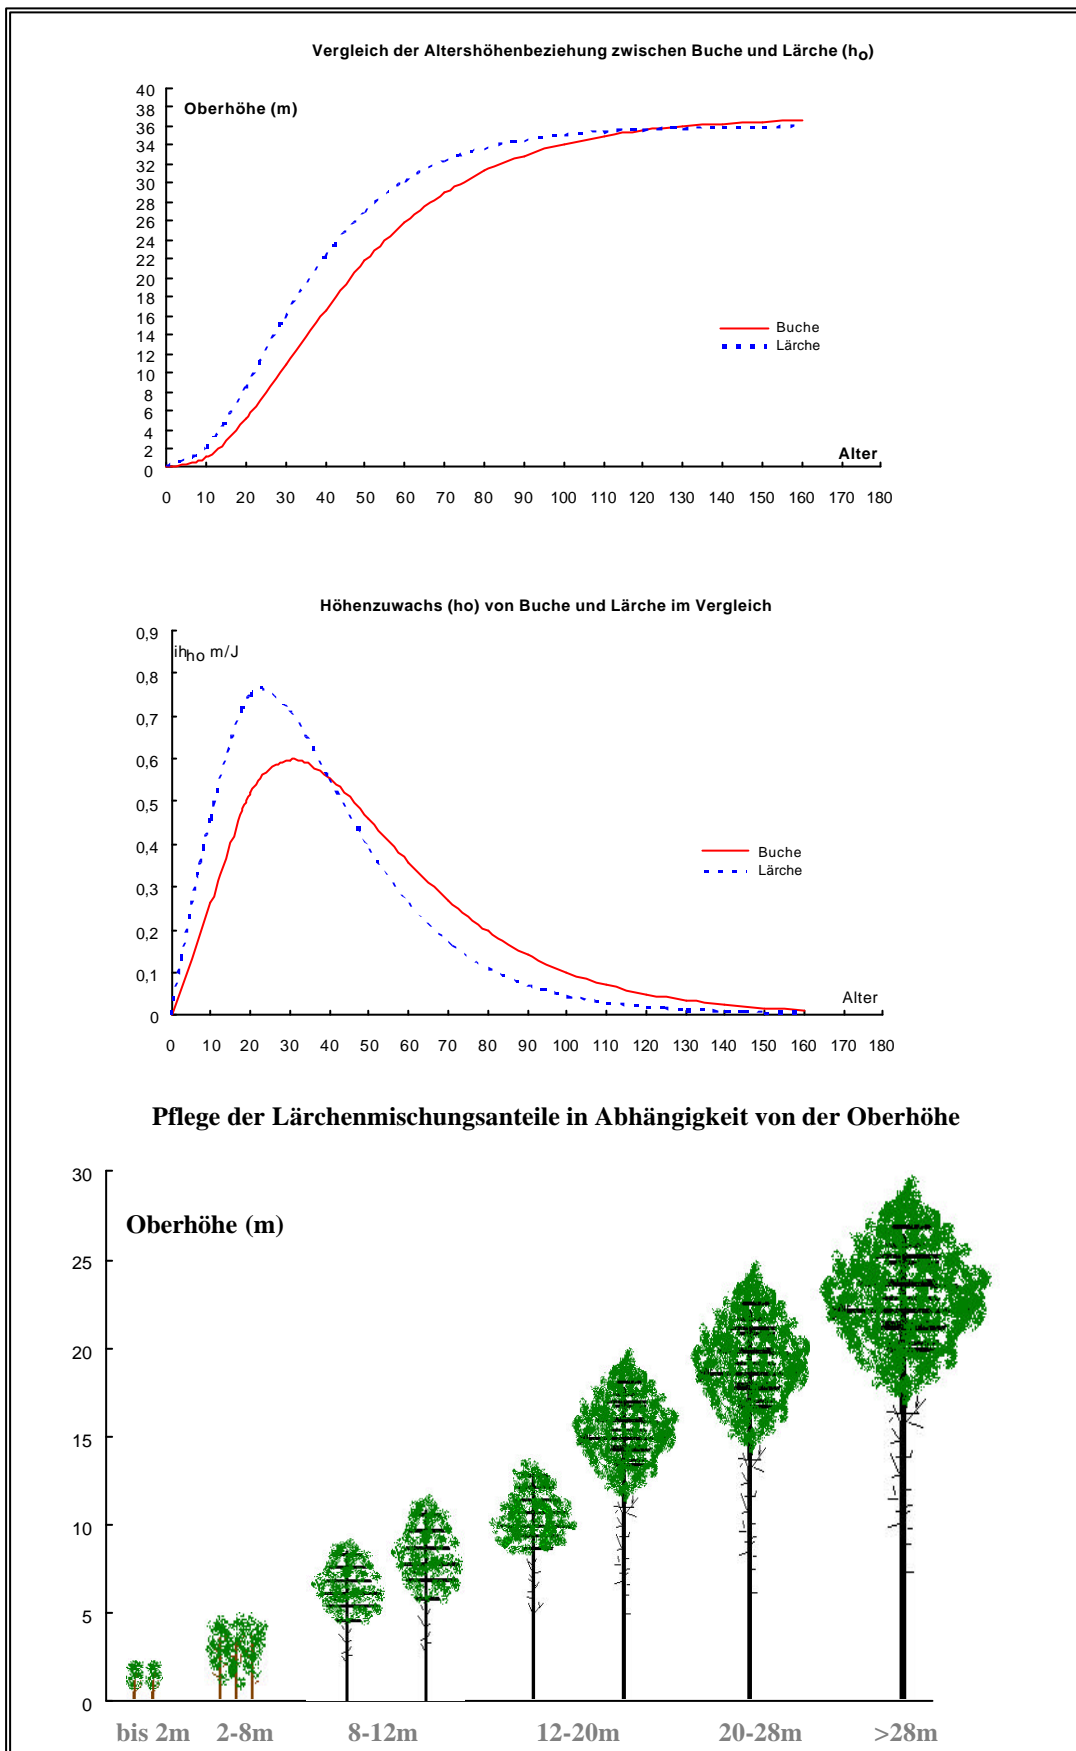 Vergleich der Altershöhenbeziehung zwischen Buche und Lärche (ho)
40
38
36
34
32
30
28
26
24
22
20
18
16
14
12
10
8
6
4
2
0
Oberhöhe (m)
Buche
Lärche
Alter
0 10 20 30 40 50 60 70 80 90 100 110 120 130 140 150 160 170 180
Höhenzuwachs (ho) von Buche und Lärche im Vergleich
0,9
0,8
0,7
0,6
0,5
0,4
0,3
0,2
0,1
0
ihho m/J
Buche
Lärche
Alter
0 10 20 30 40 50 60 70 80 90 100 110 120 130 140 150 160 170 180
Pflege der Lärchenmischungsanteile in Abhängigkeit von der Oberhöhe
30
25
20
15
10
5
0
Oberhöhe (m)
bis 2m 2-8m 8-12m 12-20m 20-28m >28m